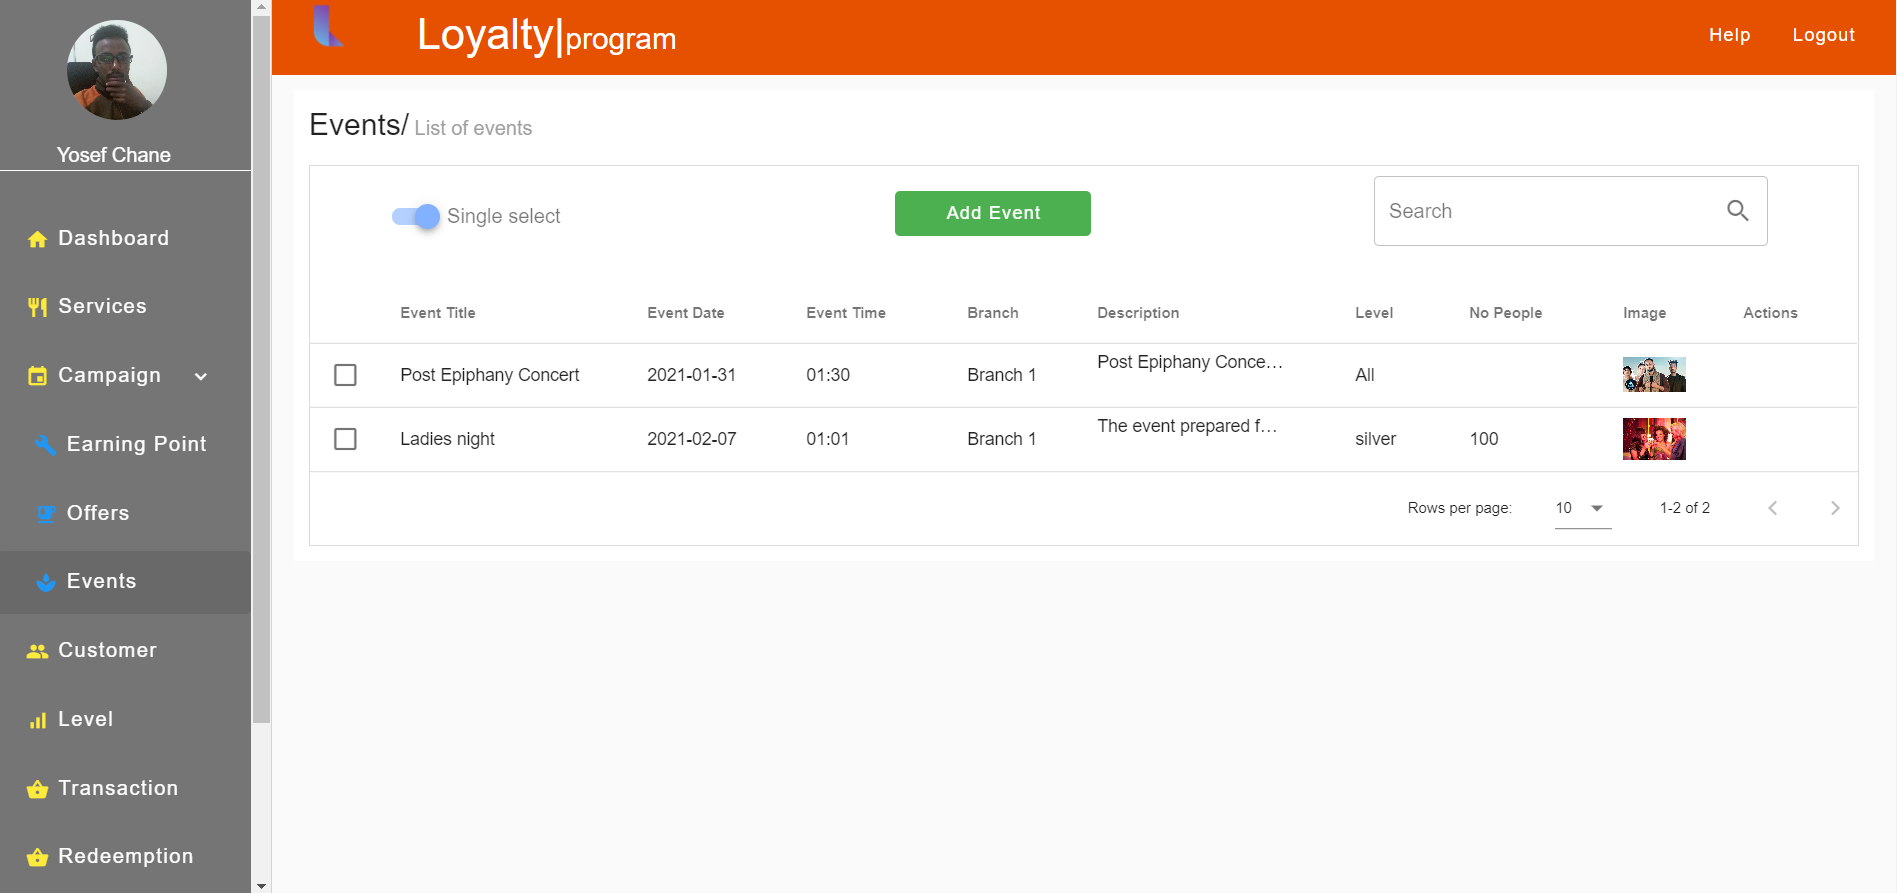 Yosef Chane
Dashboard
Services
Campaign
Earning Point
Offers
Events
Customer
Level
Transaction
Redeemption
Loyalty|program
Help
Logout
Events/ List of events
Single select
Add Event
Search
Event Title Event Date Event Time Branch Description Level No People Image Actions
Post Epiphany Concert 2021-01-31 01:30 Branch 1 Post Epiphany Conce... All
Ladies night 2021-02-07 01:01 Branch 1 The event prepared f... silver 100
Rows per page: 10 1-2 of 2